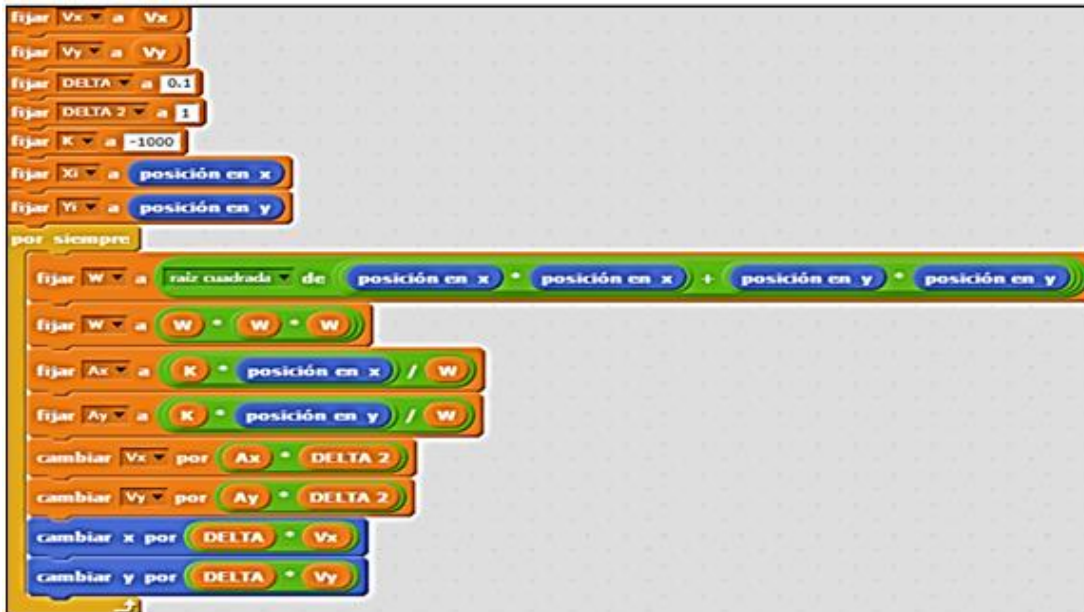 fijar Vx a Vx
fijar Vy a Vy
fijar DELTA a 0.1
fijar DELTA 2 a 1
fijar K a -1000
fijar Xi a posición en x
fijar Yi a posición en y
por siempre
fijar W a raíz cuadrada de posición en x * posición en x + posición en y * posición en y
fijar W a W * W * W
fijar Ax a K * posición en x / W
fijar Ay a K * posición en y / W
cambiar Vx por Ax * DELTA 2
cambiar Vy por Ay * DELTA 2
cambiar x por DELTA * Vx
cambiar y por DELTA * Vy